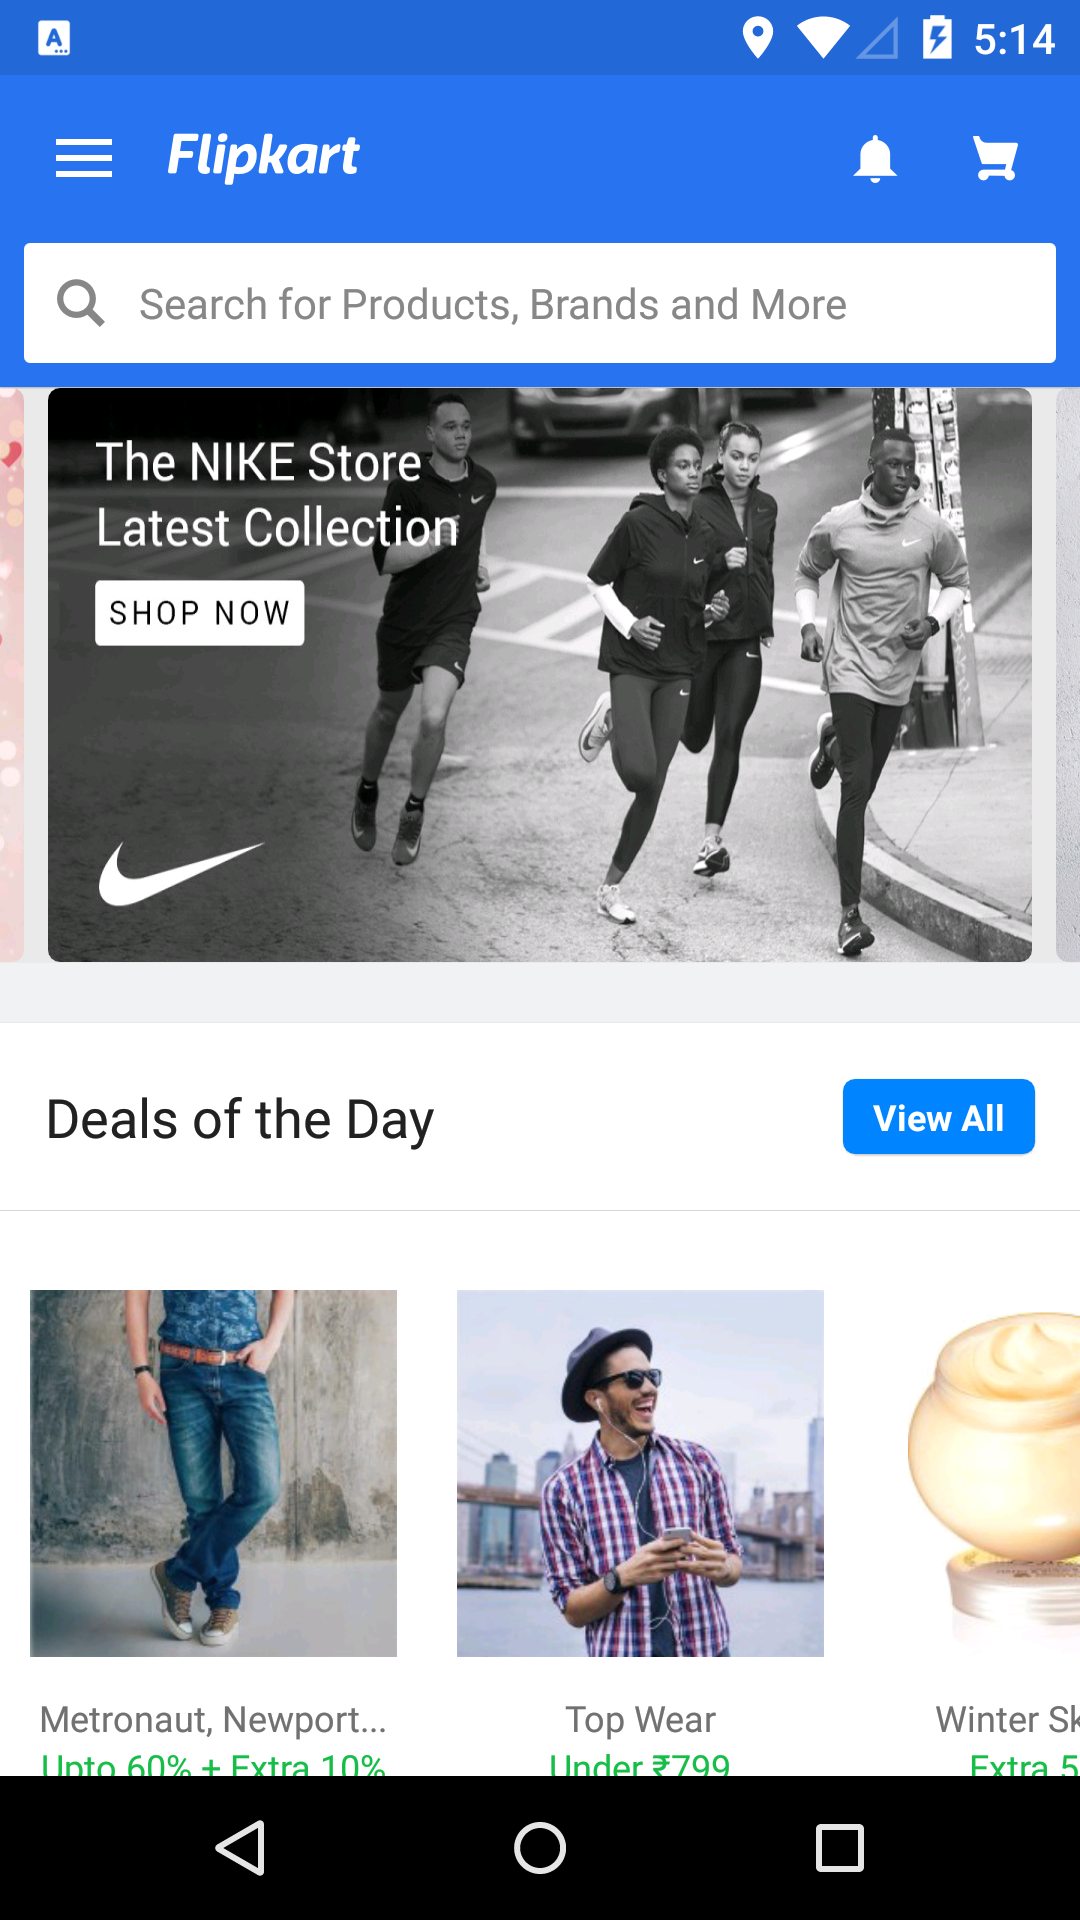 5:14
Flipkart
Search for Products, Brands and More
The NIKE Store
Latest Collection
SHOP NOW
Deals of the Day
View All
Metronaut, Newport...
Top Wear
Winter Sk
Upto 60% + Extra 10%
Under ₹799
Extra 5